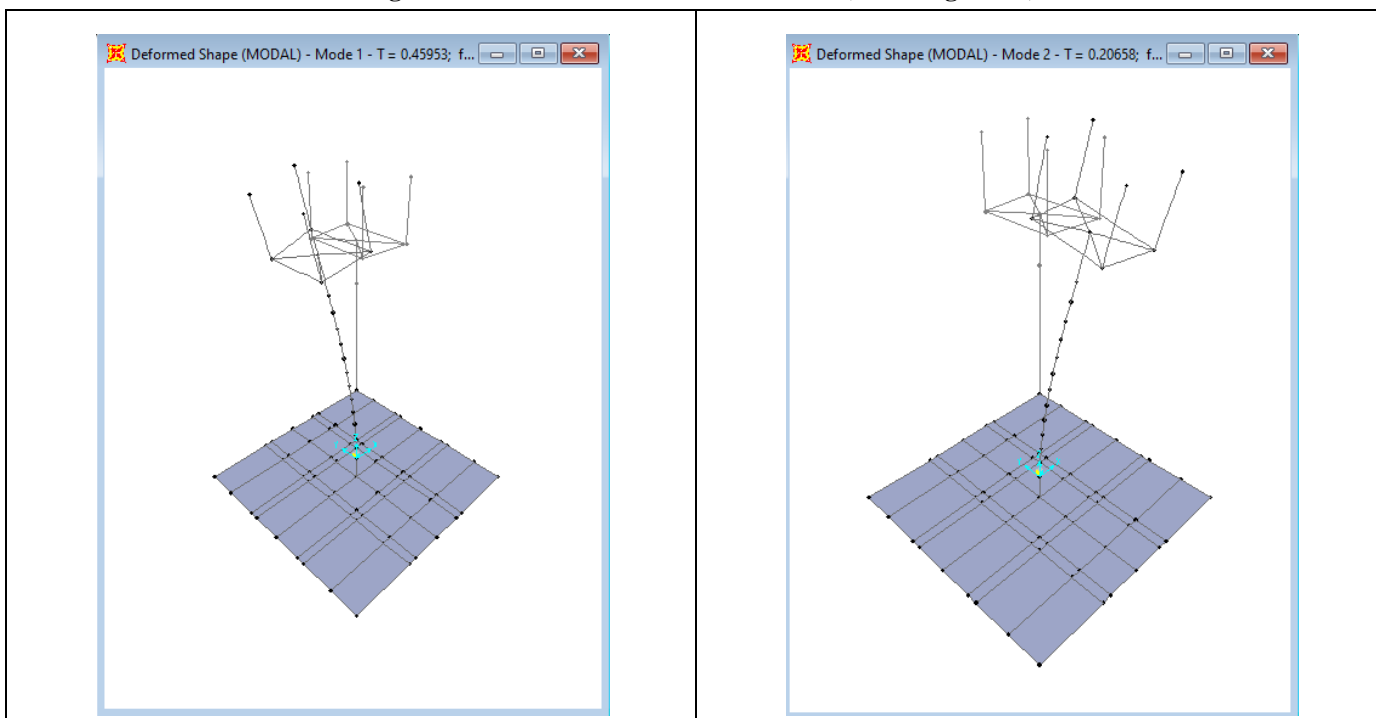 Deformed Shape (MODAL) - Mode 1 - T = 0.45953; f...
Deformed Shape (MODAL) - Mode 2 - T = 0.20658; f...